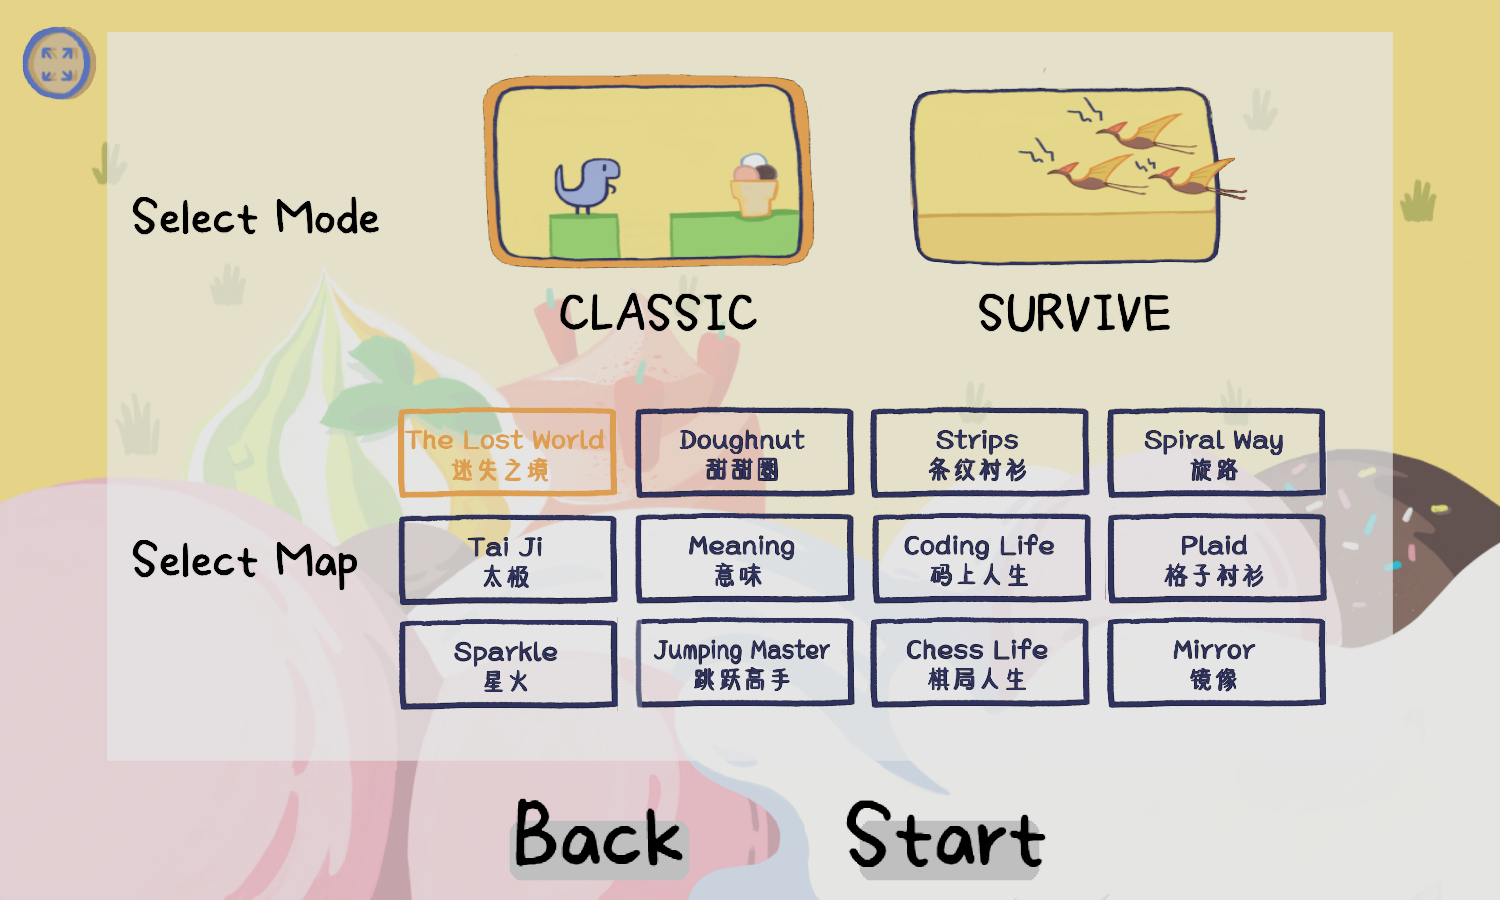 Select Mode
CLASSIC
SURVIVE
Select Map
The Lost World
迷失之境
Doughnut
甜甜圈
Strips
条纹衬衫
Spiral Way
旋路
Tai Ji
太极
Meaning
意味
Coding Life
码上人生
Plaid
格子衬衫
Sparkle
星火
Jumping Master
跳跃高手
Chess Life
棋局人生
Mirror
镜像
Back
Start